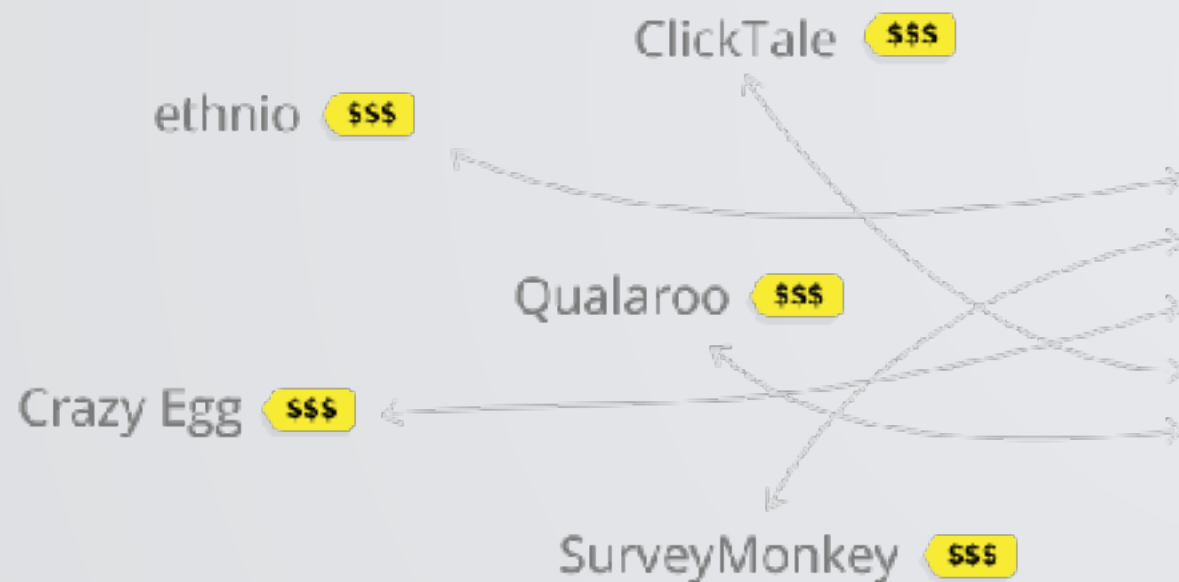 ClickTale $$$
ethnio $$$
Qualaroo $$$
Crazy Egg $$$
SurveyMonkey $$$